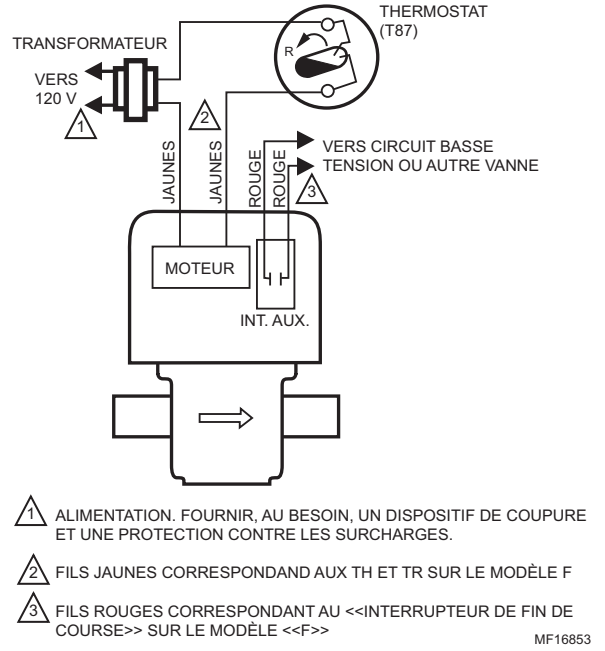 THERMOSTAT
(T87)
TRANSFORMATEUR
R
VERS
120 V
1
2
JAUNES
JAUNES
ROUGE
ROUGE
VERS CIRCUIT BASSE
TENSION OU AUTRE VANNE
3
MOTEUR
INT. AUX.
1 ALIMENTATION. FOURNIR, AU BESOIN, UN DISPOSITIF DE COUPURE
ET UNE PROTECTION CONTRE LES SURCHARGES.
2 FILS JAUNES CORRESPONDAND AUX TH ET TR SUR LE MODÈLE F
3 FILS ROUGES CORRESPONDANT AU <<INTERRUPTEUR DE FIN DE
COURSE>> SUR LE MODÈLE <<F>>
MF16853